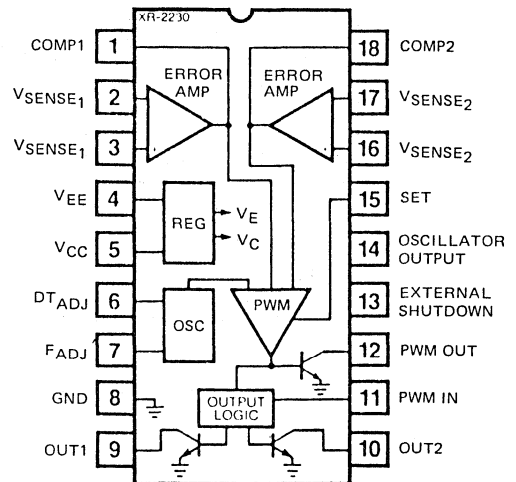 XR-2230
COMP1 1
18 COMP2
ERROR AMP
ERROR AMP
VSENSE1 2
17 VSENSE2
VSENSE1 3
16 VSENSE2
VEE 4
15 SET
REG
VE
VC
VCC 5
14 OSCILLATOR OUTPUT
DTADJ 6
13 EXTERNAL SHUTDOWN
OSC
PWM
FADJ 7
12 PWM OUT
GND 8
11 PWM IN
OUTPUT LOGIC
OUT1 9
10 OUT2